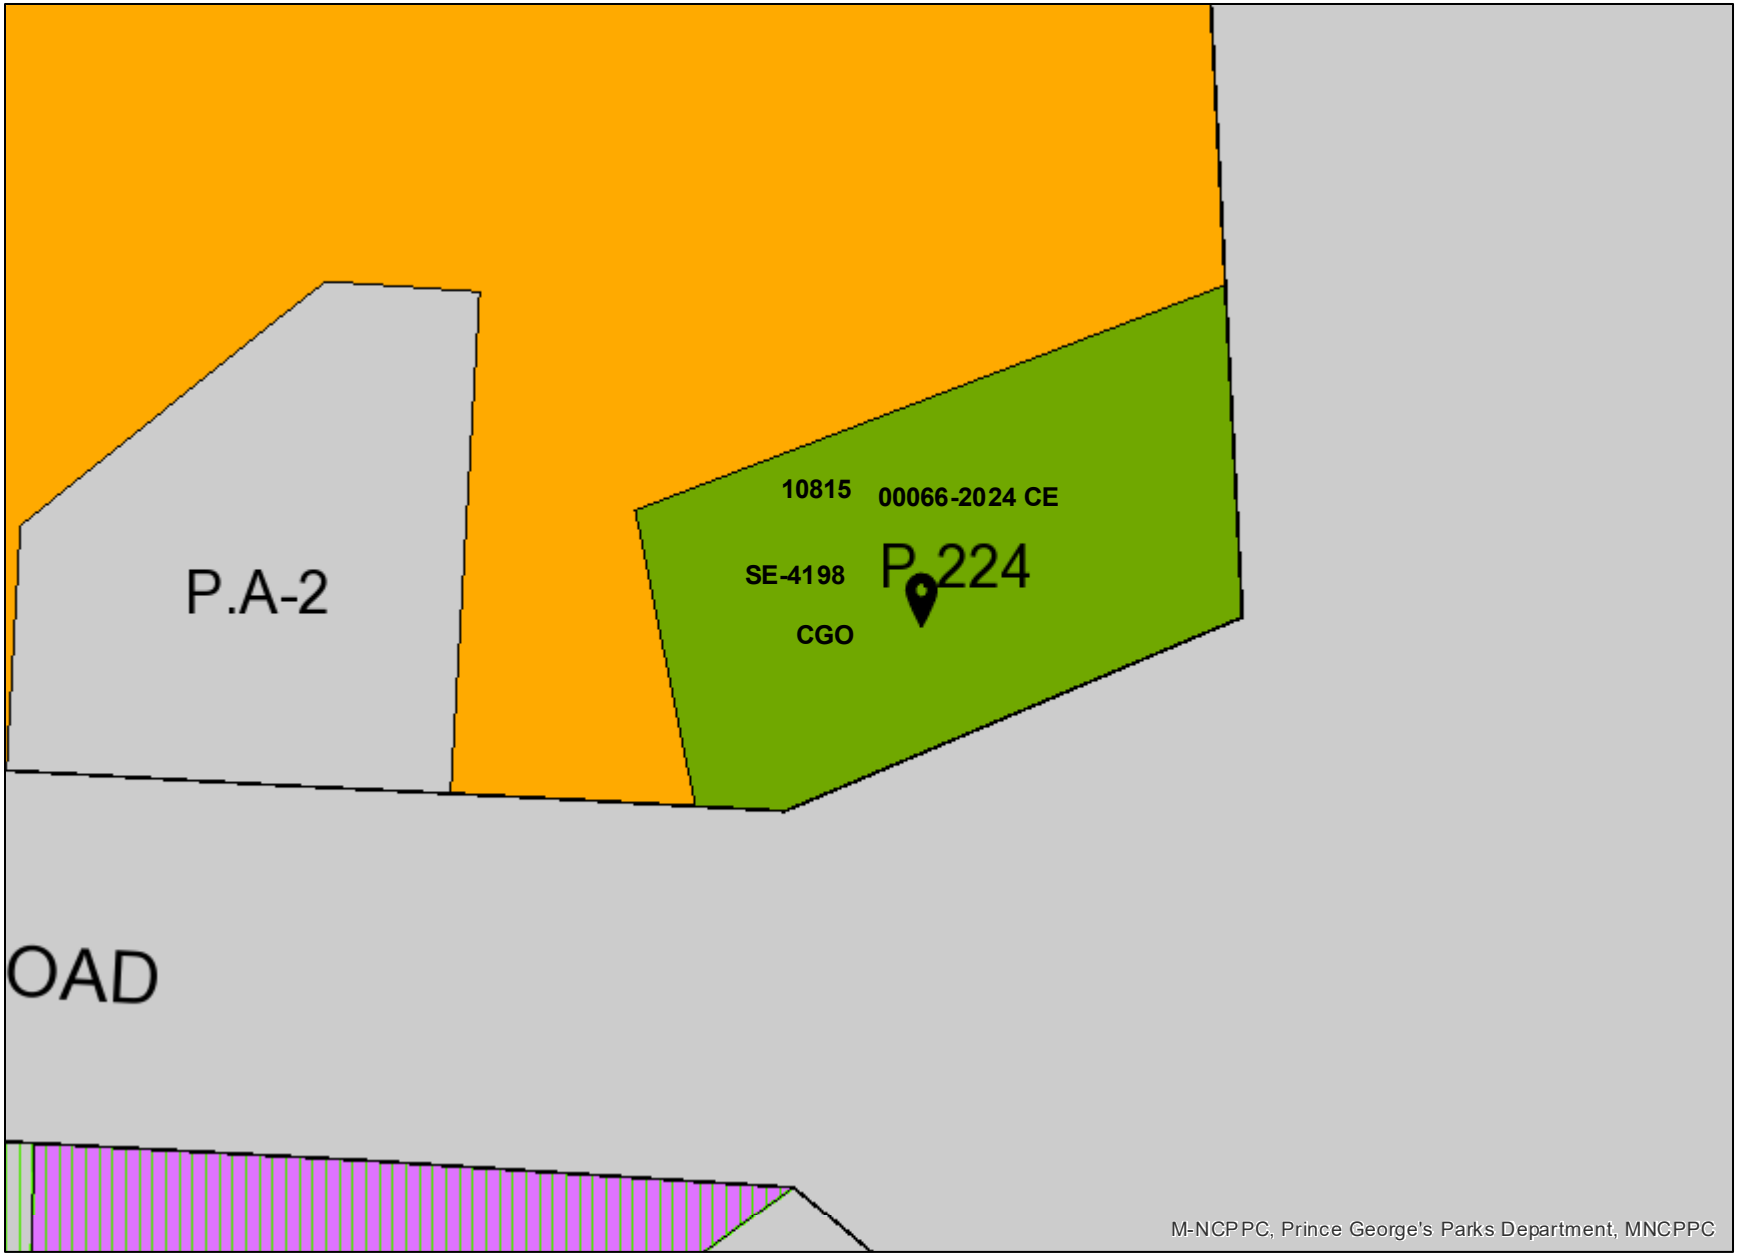 10815
00066-2024 CE
P.A-2
SE-4198
P.224
CGO
OAD
M-NCPPC, Prince George's Parks Department, MNCPPC